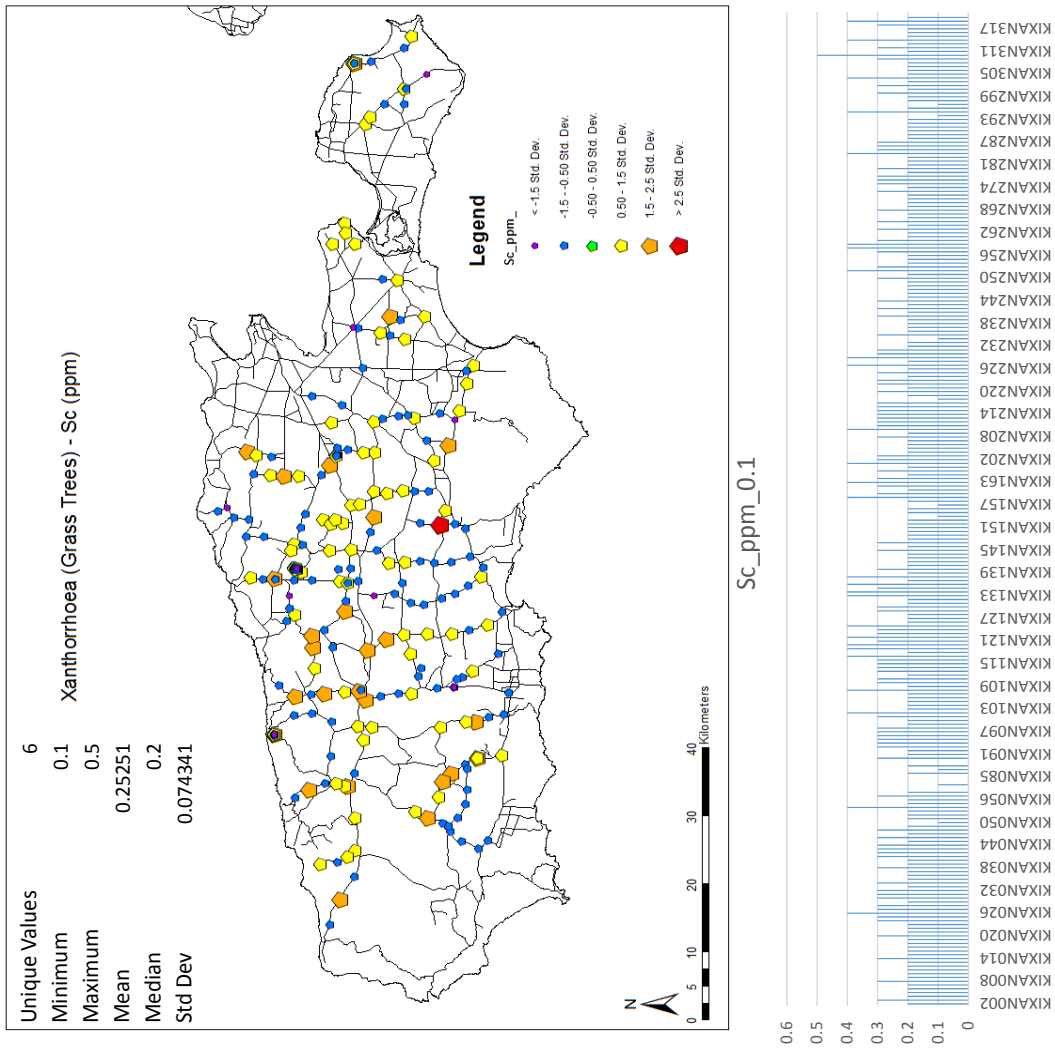 Xanthorrhoea (Grass Trees) - Sc (ppm)
Unique Values 6
Minimum 0.1
Maximum 0.5
Mean 0.25251
Median 0.2
Std Dev 0.074341
Legend
Sc_ppm_
< -1.5 Std. Dev.
-1.5 - -0.50 Std. Dev.
-0.50 - 0.50 Std. Dev.
0.50 - 1.5 Std. Dev.
1.5 - 2.5 Std. Dev.
> 2.5 Std. Dev.
N
0 5 10 20 30 40
Kilometers
Sc_ppm_0.1
0.6
0.5
0.4
0.3
0.2
0.1
0
KIXAN002
KIXAN008
KIXAN014
KIXAN020
KIXAN026
KIXAN032
KIXAN038
KIXAN044
KIXAN050
KIXAN056
KIXAN085
KIXAN091
KIXAN097
KIXAN103
KIXAN109
KIXAN115
KIXAN121
KIXAN127
KIXAN133
KIXAN139
KIXAN145
KIXAN151
KIXAN157
KIXAN163
KIXAN202
KIXAN208
KIXAN214
KIXAN220
KIXAN226
KIXAN232
KIXAN238
KIXAN244
KIXAN250
KIXAN256
KIXAN262
KIXAN268
KIXAN274
KIXAN281
KIXAN287
KIXAN293
KIXAN299
KIXAN305
KIXAN311
KIXAN317